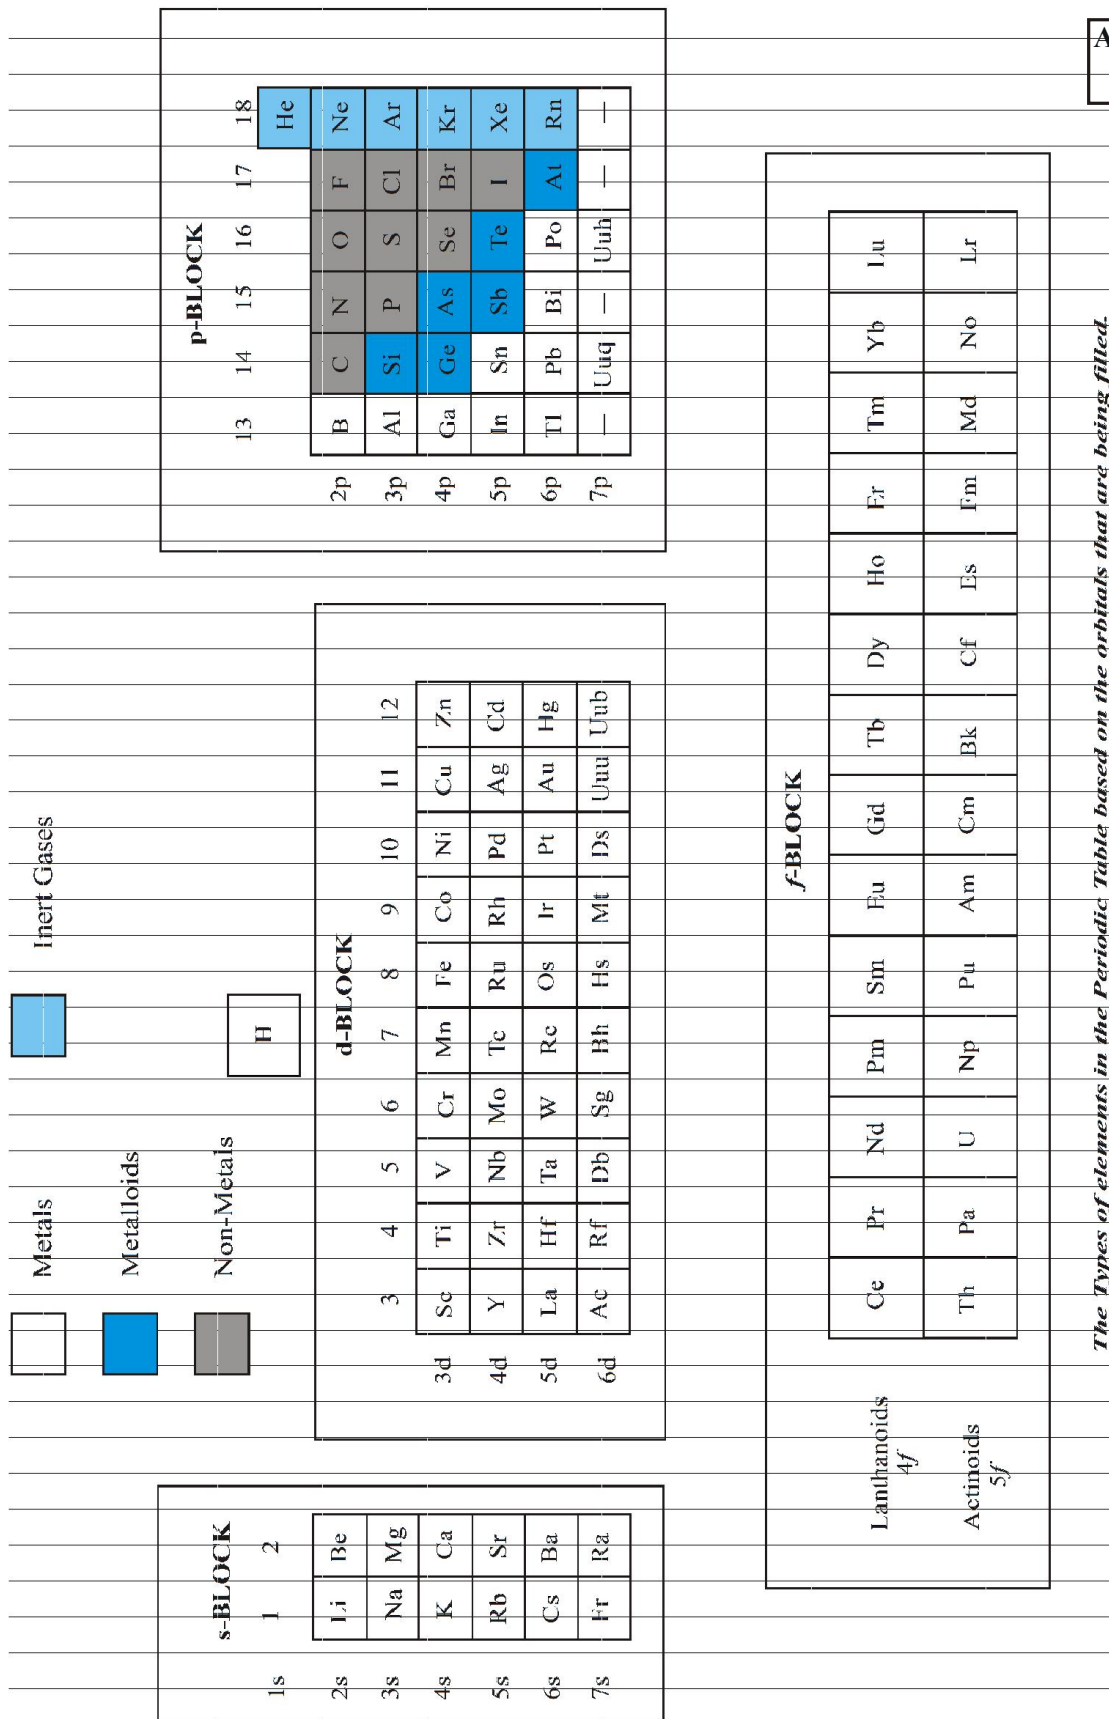 Metals
Inert Gases
Metalloids
Non-Metals
H
s-BLOCK
1 2
1s
2s Li Be
3s Na Mg
4s K Ca
5s Rb Sr
6s Cs Ba
7s Fr Ra
d-BLOCK
3 4 5 6 7 8 9 10 11 12
3d Sc Ti V Cr Mn Fe Co Ni Cu Zn
4d Y Zr Nb Mo Tc Ru Rh Pd Ag Cd
5d La Hf Ta W Re Os Ir Pt Au Hg
6d Ac Rf Db Sg Bh Hs Mt Ds Uuu Uub
p-BLOCK
13 14 15 16 17 18
He
2p B C N O F Ne
3p Al Si P S Cl Ar
4p Ga Ge As Se Br Kr
5p In Sn Sb Te I Xe
6p Tl Pb Bi Po At Rn
7p — Uuq — Uuh — —
f-BLOCK
Lanthanoids
4f
Ce Pr Nd Pm Sm Eu Gd Tb Dy Ho Er Tm Yb Lu
Actinoids
5f
Th Pa U Np Pu Am Cm Bk Cf Es Fm Md No Lr
The Types of elements in the Periodic Table based on the orbitals that are being filled.
A